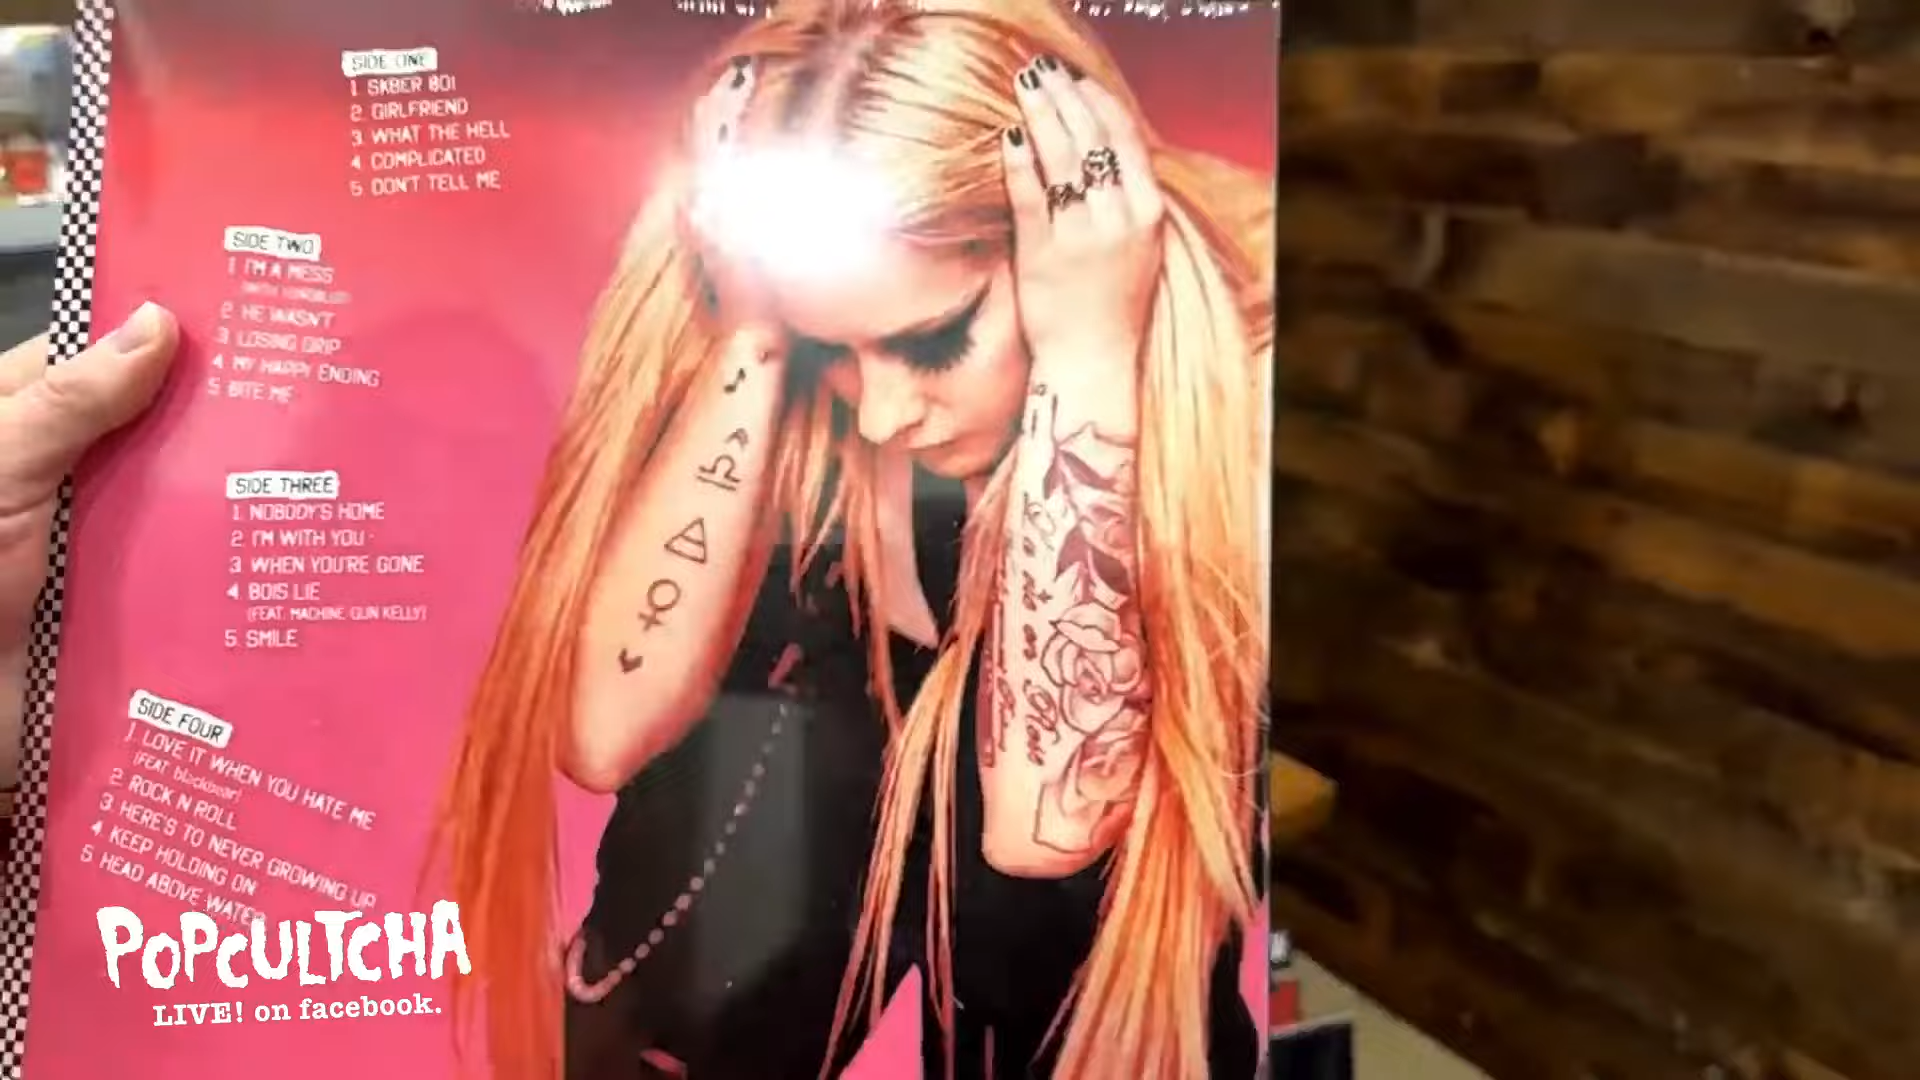 SIDE ONE
1. SK8ER BOI
2. GIRLFRIEND
3. WHAT THE HELL
4. COMPLICATED
5. DON'T TELL ME
SIDE TWO
1. I'M A MESS
2. HE WASN'T
3. LOSING GRIP
4. MY HAPPY ENDING
5. BITE ME
SIDE THREE
1. NOBODY'S HOME
2. I'M WITH YOU
3. WHEN YOU'RE GONE
4. BOIS LIE
(FEAT. MACHINE GUN KELLY)
5. SMILE
SIDE FOUR
1. LOVE IT WHEN YOU HATE ME
(FEAT. blackbear)
2. ROCK N ROLL
3. HERE'S TO NEVER GROWING UP
4. KEEP HOLDING ON
5. HEAD ABOVE WATER
POPCULTCHA
LIVE! on facebook.